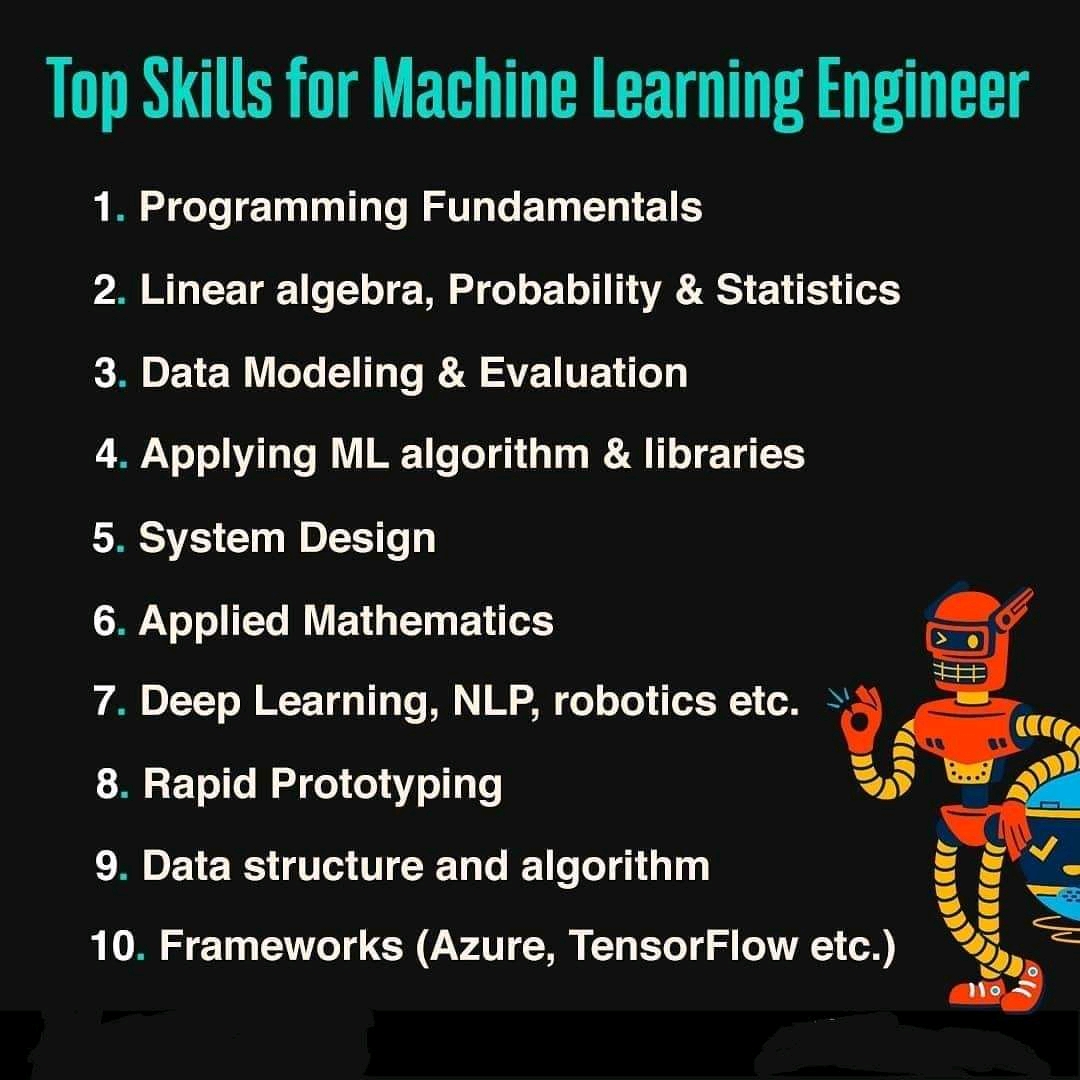 Top Skills for Machine Learning Engineer
1. Programming Fundamentals
2. Linear algebra, Probability & Statistics
3. Data Modeling & Evaluation
4. Applying ML algorithm & libraries
5. System Design
6. Applied Mathematics
7. Deep Learning, NLP, robotics etc.
8. Rapid Prototyping
9. Data structure and algorithm
10. Frameworks (Azure, TensorFlow etc.)